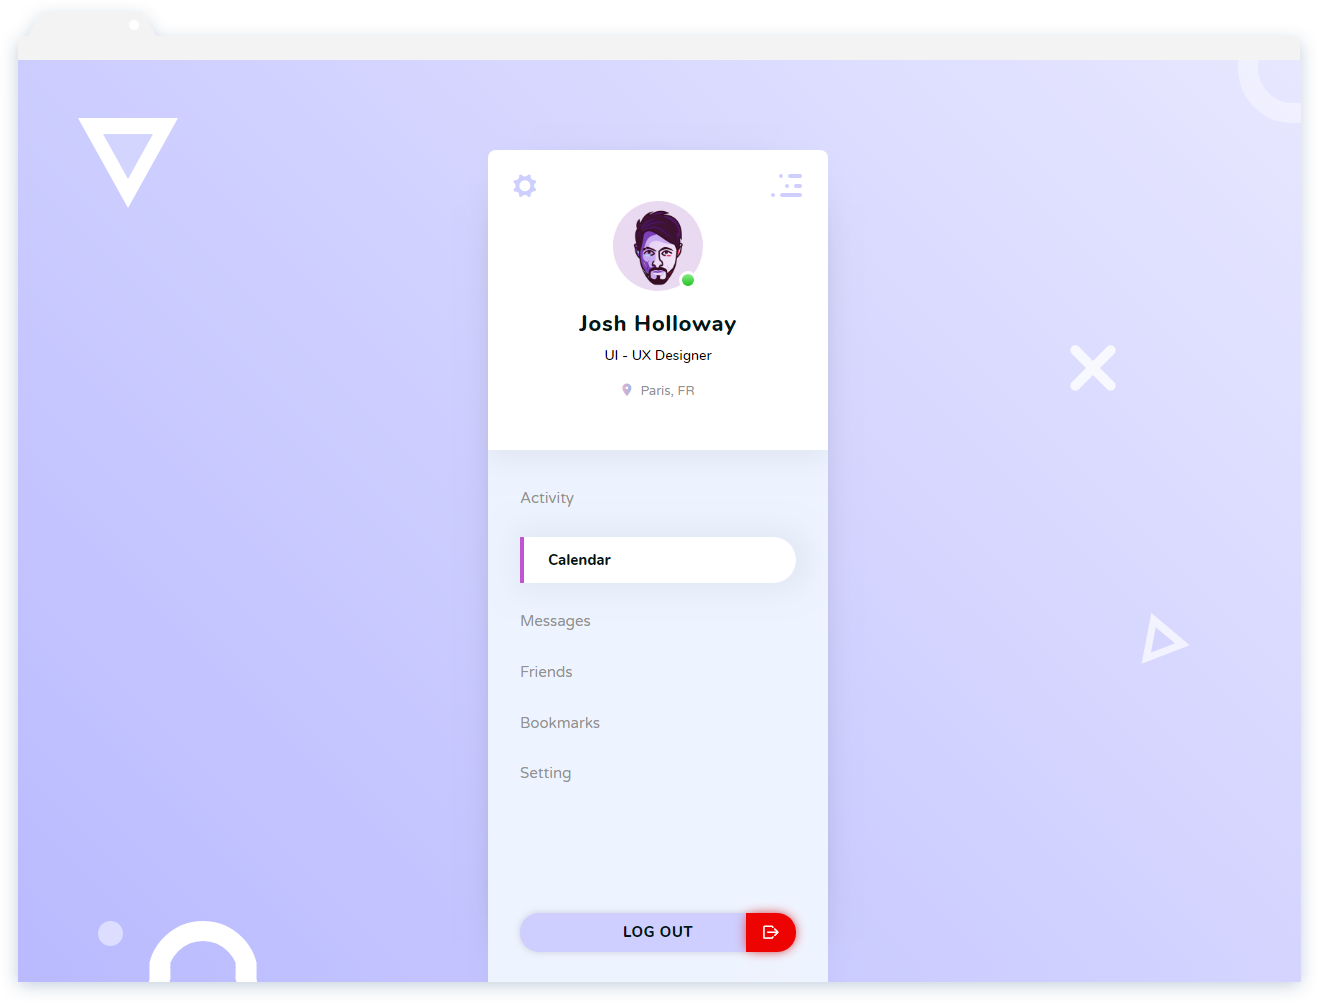 Josh Holloway
UI - UX Designer
Paris, FR
Activity
Calendar
Messages
Friends
Bookmarks
Setting
LOG OUT